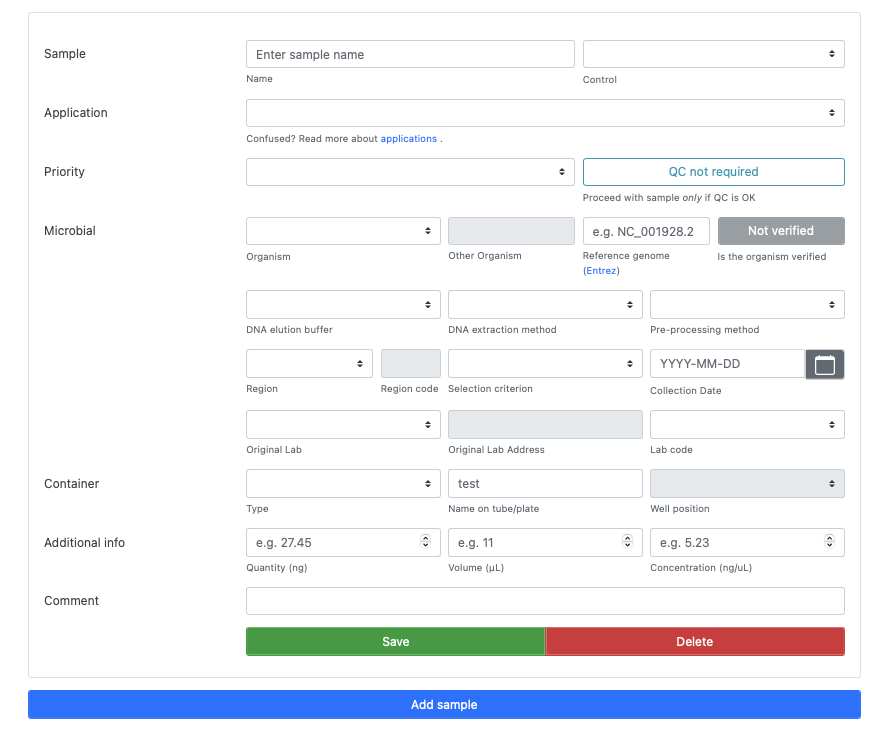 Sample
Enter sample name
Name
Control
Application
Confused? Read more about applications .
Priority
QC not required
Proceed with sample only if QC is OK
Microbial
e.g. NC_001928.2
Not verified
Organism
Other Organism
Reference genome
(Entrez)
Is the organism verified
DNA elution buffer
DNA extraction method
Pre-processing method
YYYY-MM-DD
Region
Region code
Selection criterion
Collection Date
Original Lab
Original Lab Address
Lab code
Container
test
Type
Name on tube/plate
Well position
Additional info
e.g. 27.45
e.g. 11
e.g. 5.23
Quantity (ng)
Volume (µL)
Concentration (ng/uL)
Comment
Save
Delete
Add sample